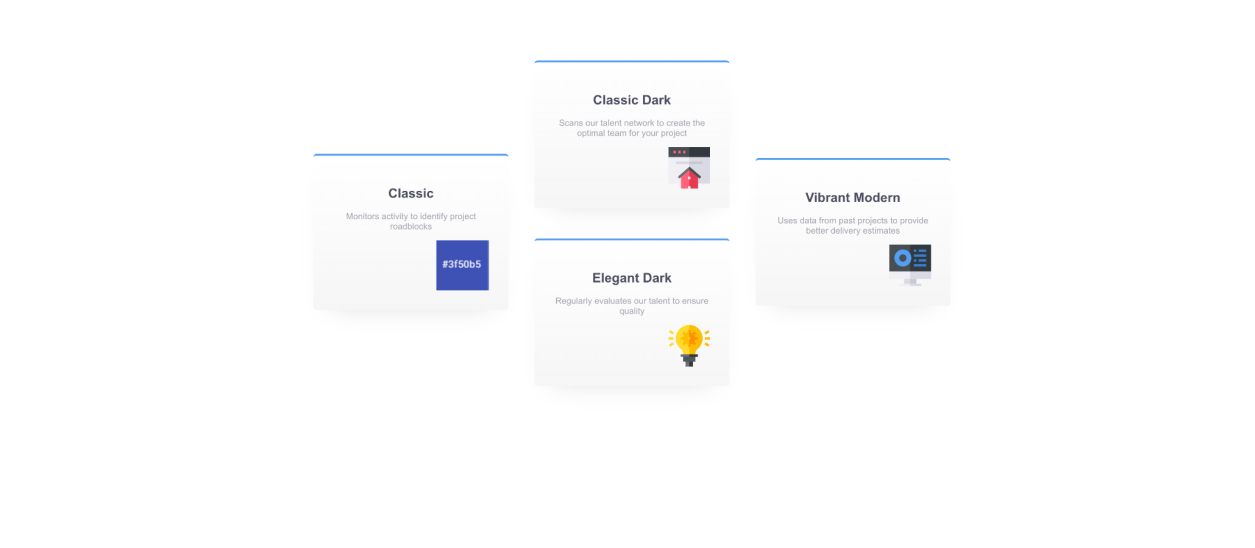 Classic
Monitors activity to identify project
roadblocks
#3f50b5
Classic Dark
Scans our talent network to create the
optimal team for your project
Elegant Dark
Regularly evaluates our talent to ensure
quality
Vibrant Modern
Uses data from past projects to provide
better delivery estimates